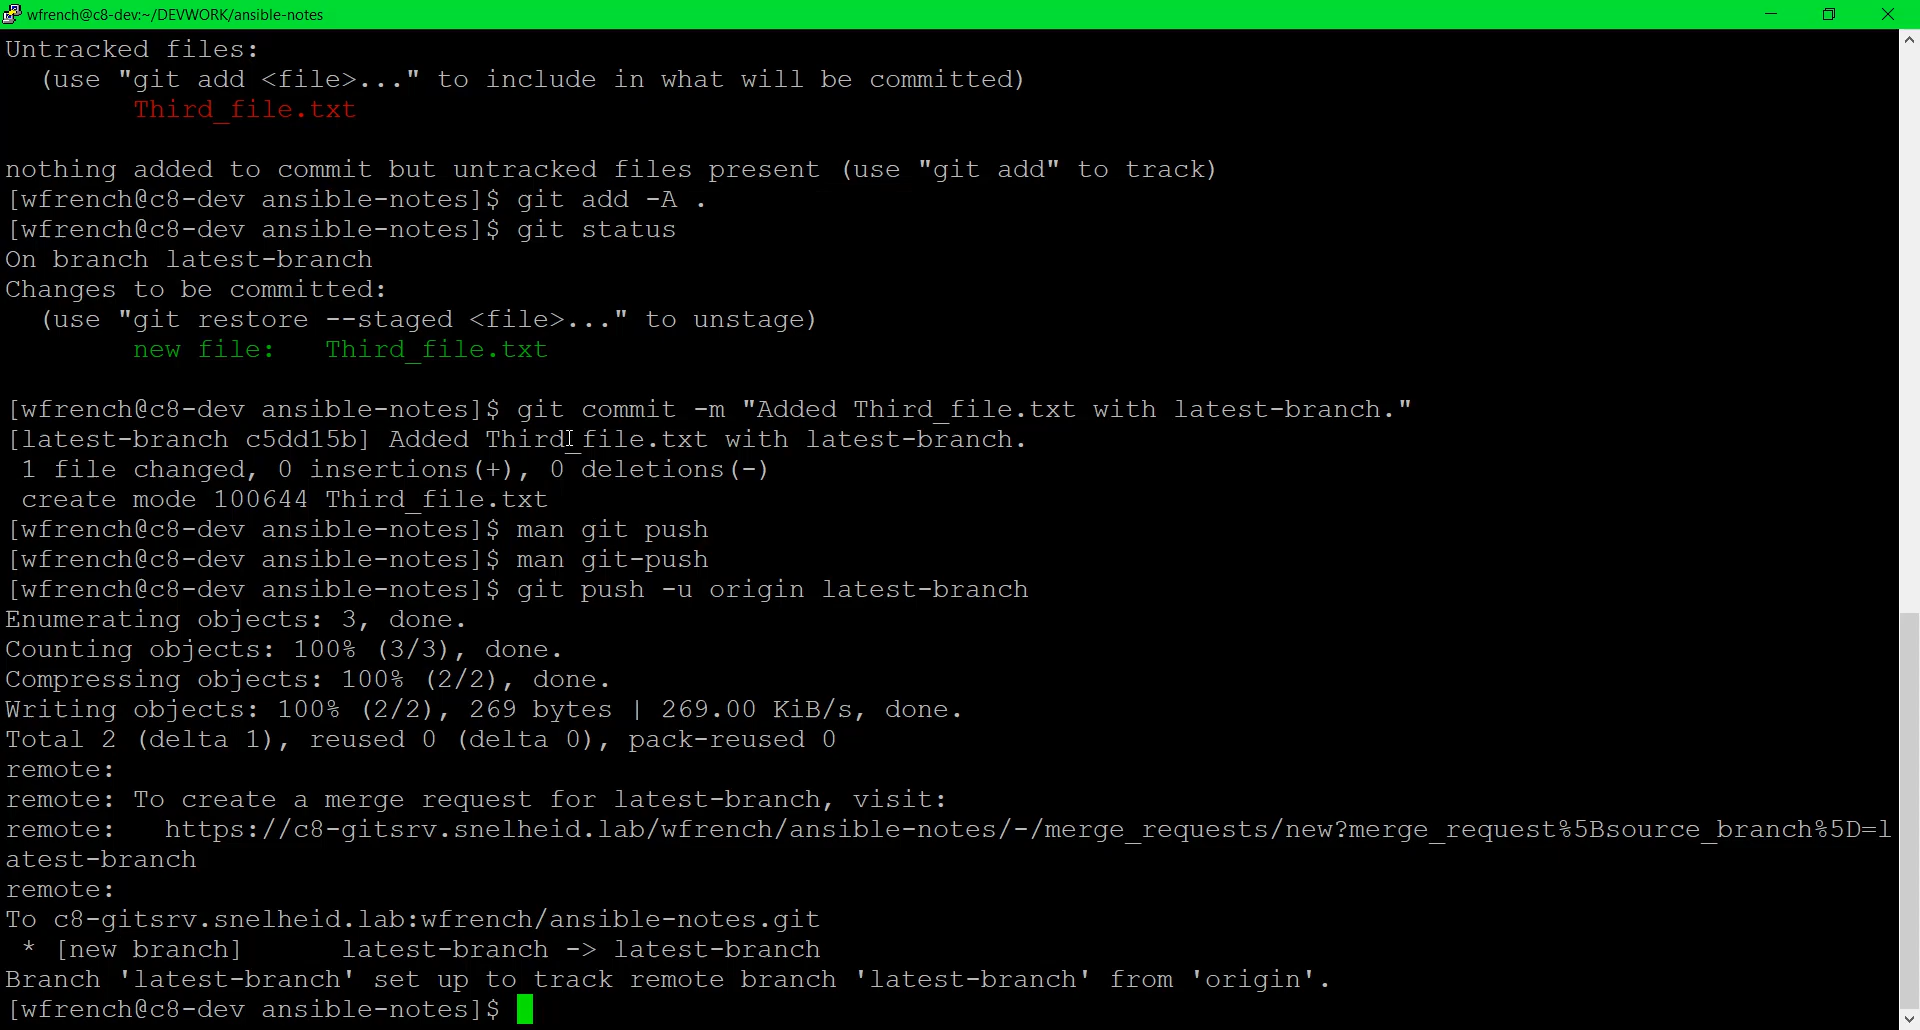 wfrench@c8-dev:~/DEVWORK/ansible-notes
Untracked files:
  (use "git add <file>..." to include in what will be committed)
        Third_file.txt

nothing added to commit but untracked files present (use "git add" to track)
[wfrench@c8-dev ansible-notes]$ git add -A .
[wfrench@c8-dev ansible-notes]$ git status
On branch latest-branch
Changes to be committed:
  (use "git restore --staged <file>..." to unstage)
        new file:   Third_file.txt

[wfrench@c8-dev ansible-notes]$ git commit -m "Added Third_file.txt with latest-branch."
[latest-branch c5dd15b] Added Third_file.txt with latest-branch.
 1 file changed, 0 insertions(+), 0 deletions(-)
 create mode 100644 Third_file.txt
[wfrench@c8-dev ansible-notes]$ man git push
[wfrench@c8-dev ansible-notes]$ man git-push
[wfrench@c8-dev ansible-notes]$ git push -u origin latest-branch
Enumerating objects: 3, done.
Counting objects: 100% (3/3), done.
Compressing objects: 100% (2/2), done.
Writing objects: 100% (2/2), 269 bytes | 269.00 KiB/s, done.
Total 2 (delta 1), reused 0 (delta 0), pack-reused 0
remote:
remote: To create a merge request for latest-branch, visit:
remote:   https://c8-gitsrv.snelheid.lab/wfrench/ansible-notes/-/merge_requests/new?merge_request%5Bsource_branch%5D=l
atest-branch
remote:
To c8-gitsrv.snelheid.lab:wfrench/ansible-notes.git
 * [new branch]      latest-branch -> latest-branch
Branch 'latest-branch' set up to track remote branch 'latest-branch' from 'origin'.
[wfrench@c8-dev ansible-notes]$